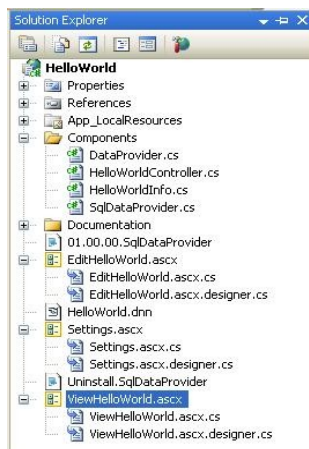 Solution Explorer
HelloWorld
Properties
References
App_LocalResources
Components
DataProvider.cs
HelloWorldController.cs
HelloWorldInfo.cs
SqlDataProvider.cs
Documentation
01.00.00.SqlDataProvider
EditHelloWorld.ascx
EditHelloWorld.ascx.cs
EditHelloWorld.ascx.designer.cs
HelloWorld.dnn
Settings.ascx
Settings.ascx.cs
Settings.ascx.designer.cs
Uninstall.SqlDataProvider
ViewHelloWorld.ascx
ViewHelloWorld.ascx.cs
ViewHelloWorld.ascx.designer.cs